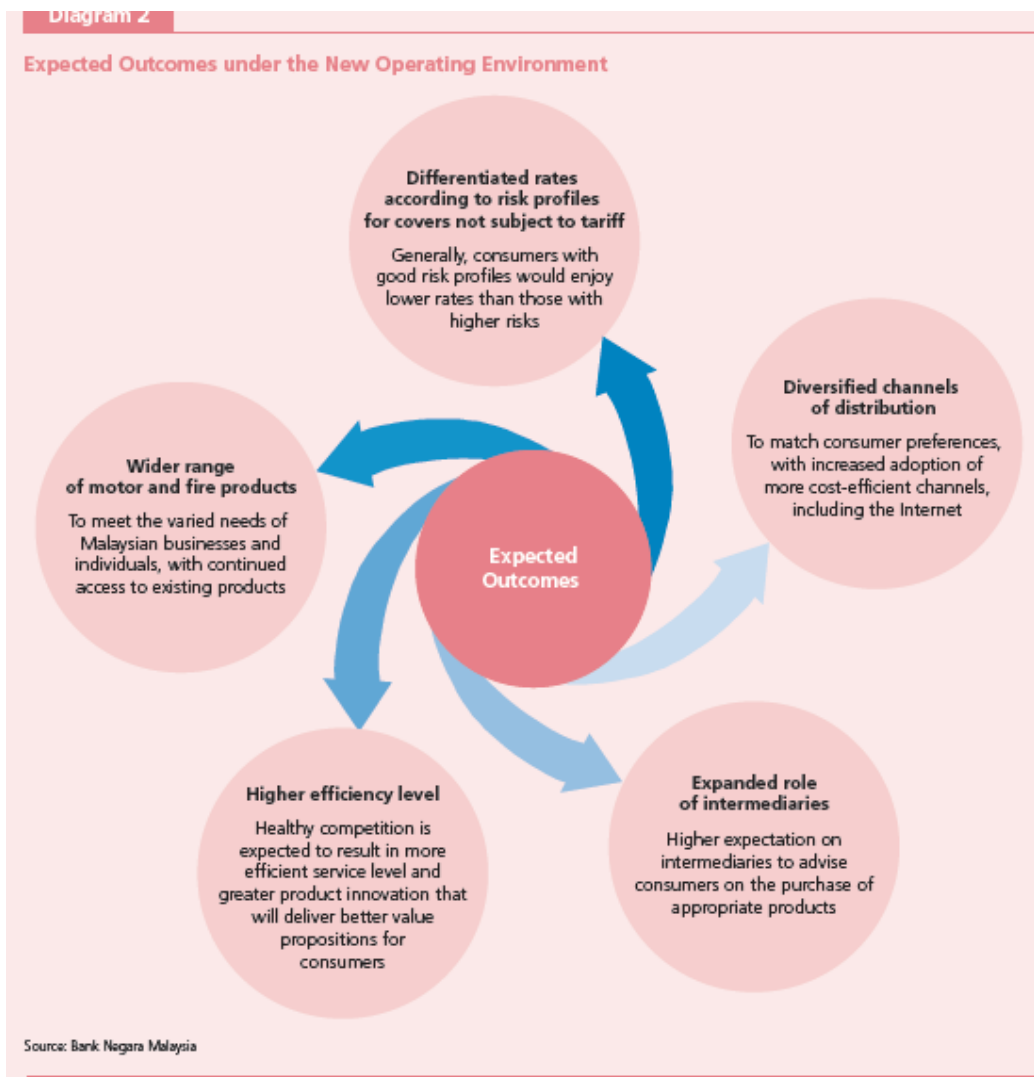 Diagram 2
Expected Outcomes under the New Operating Environment
Differentiated rates
according to risk profiles
for covers not subject to tariff
Generally, consumers with
good risk profiles would enjoy
lower rates than those with
higher risks
Diversified channels
of distribution
To match consumer preferences,
with increased adoption of
more cost-efficient channels,
including the Internet
Wider range
of motor and fire products
To meet the varied needs of
Malaysian businesses and
individuals, with continued
access to existing products
Expected
Outcomes
Higher efficiency level
Healthy competition is
expected to result in more
efficient service level and
greater product innovation that
will deliver better value
propositions for
consumers
Expanded role
of intermediaries
Higher expectation on
intermediaries to advise
consumers on the purchase of
appropriate products
Source: Bank Negara Malaysia